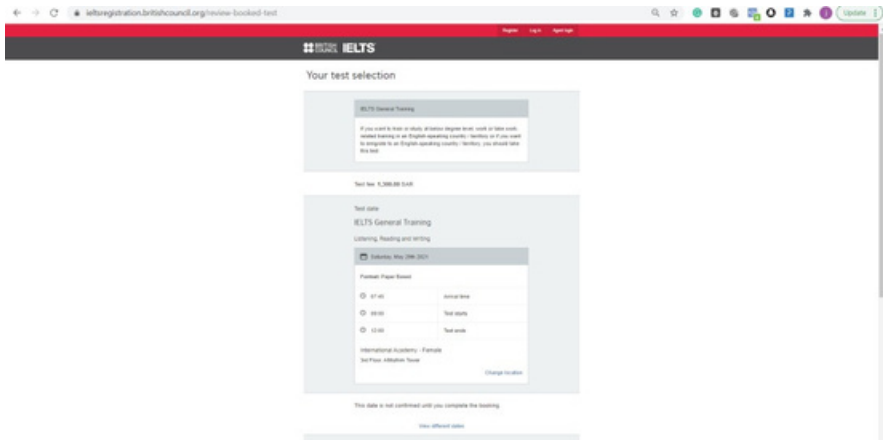 ieltsregistration.britishcouncil.org/review-booked-test
Update
Register Log in Agent login
BRITISH COUNCIL IELTS
Your test selection
IELTS General Training
If you want to train or study at below degree level, work or take work
related training in an English-speaking country / territory or if you want
to emigrate to an English-speaking country / territory, you should take
this test
Test fee
SAR
Test date
IELTS General Training
Listening, Reading and Writing
Saturday, May 29th 2021
Format: Paper Based
07:45 Arrival time
09:00 Test starts
12:00 Test ends
International Academy - Female
3rd Floor, Tower
Change location
This date is not confirmed until you complete the booking
View different dates